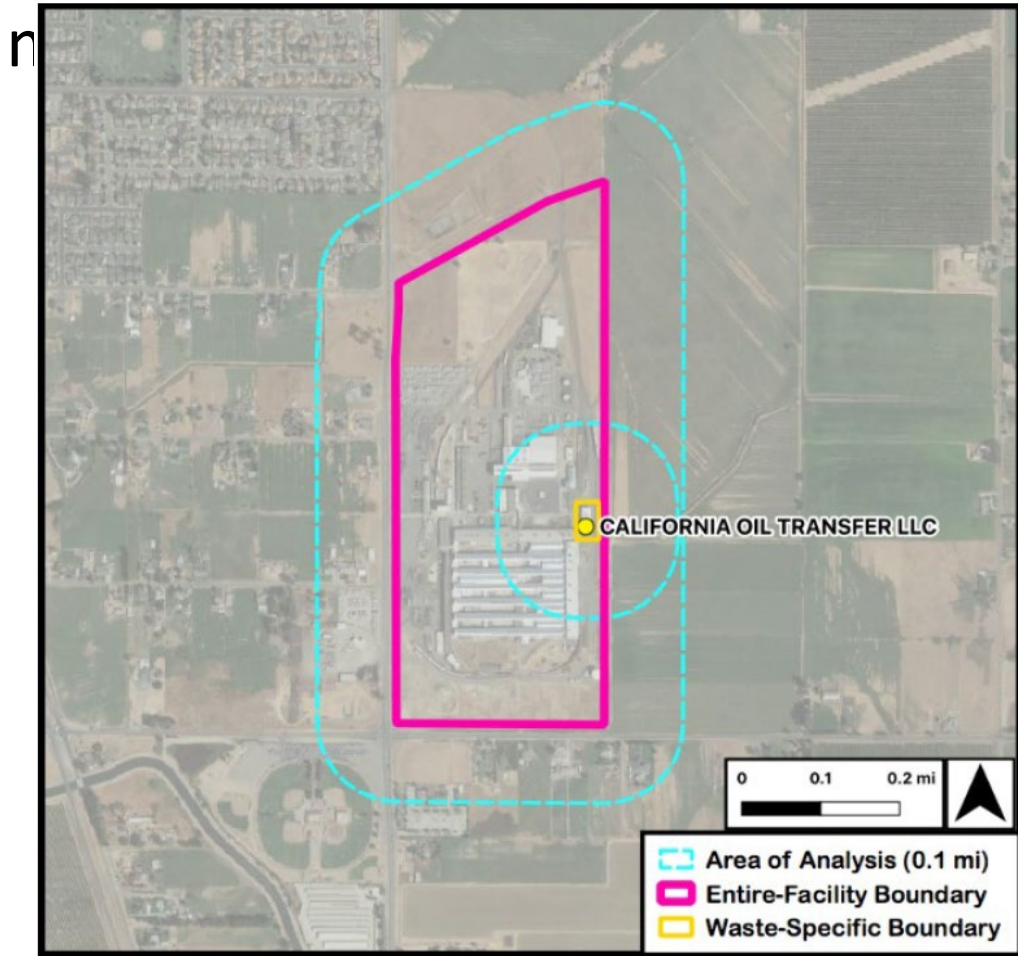 CALIFORNIA OIL TRANSFER LLC
0 0.1 0.2 mi
Area of Analysis (0.1 mi)
Entire-Facility Boundary
Waste-Specific Boundary